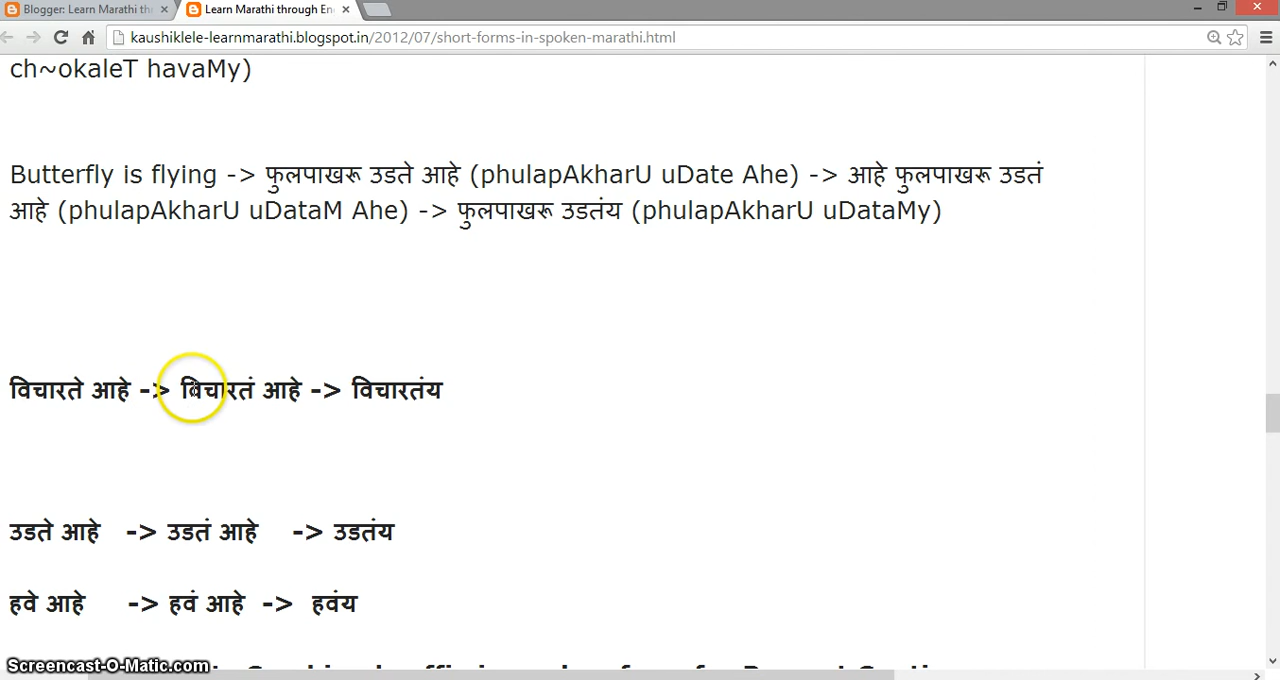 Blogger: Learn Marathi th
Learn Marathi through En
kaushiklele-learnmarathi.blogspot.in/2012/07/short-forms-in-spoken-marathi.html
ch~okaleT havaMy)
Butterfly is flying -> फुलपाखरू उडते आहे (phulapAkharU uDate Ahe) -> आहे फुलपाखरू उडतं
आहे (phulapAkharU uDataM Ahe) -> फुलपाखरू उडतंय (phulapAkharU uDataMy)
विचारते आहे -> विचारतं आहे -> विचारतंय
उडते आहे -> उडतं आहे -> उडतंय
हवे आहे -> हवं आहे -> हवंय
Screencast-O-Matic.com